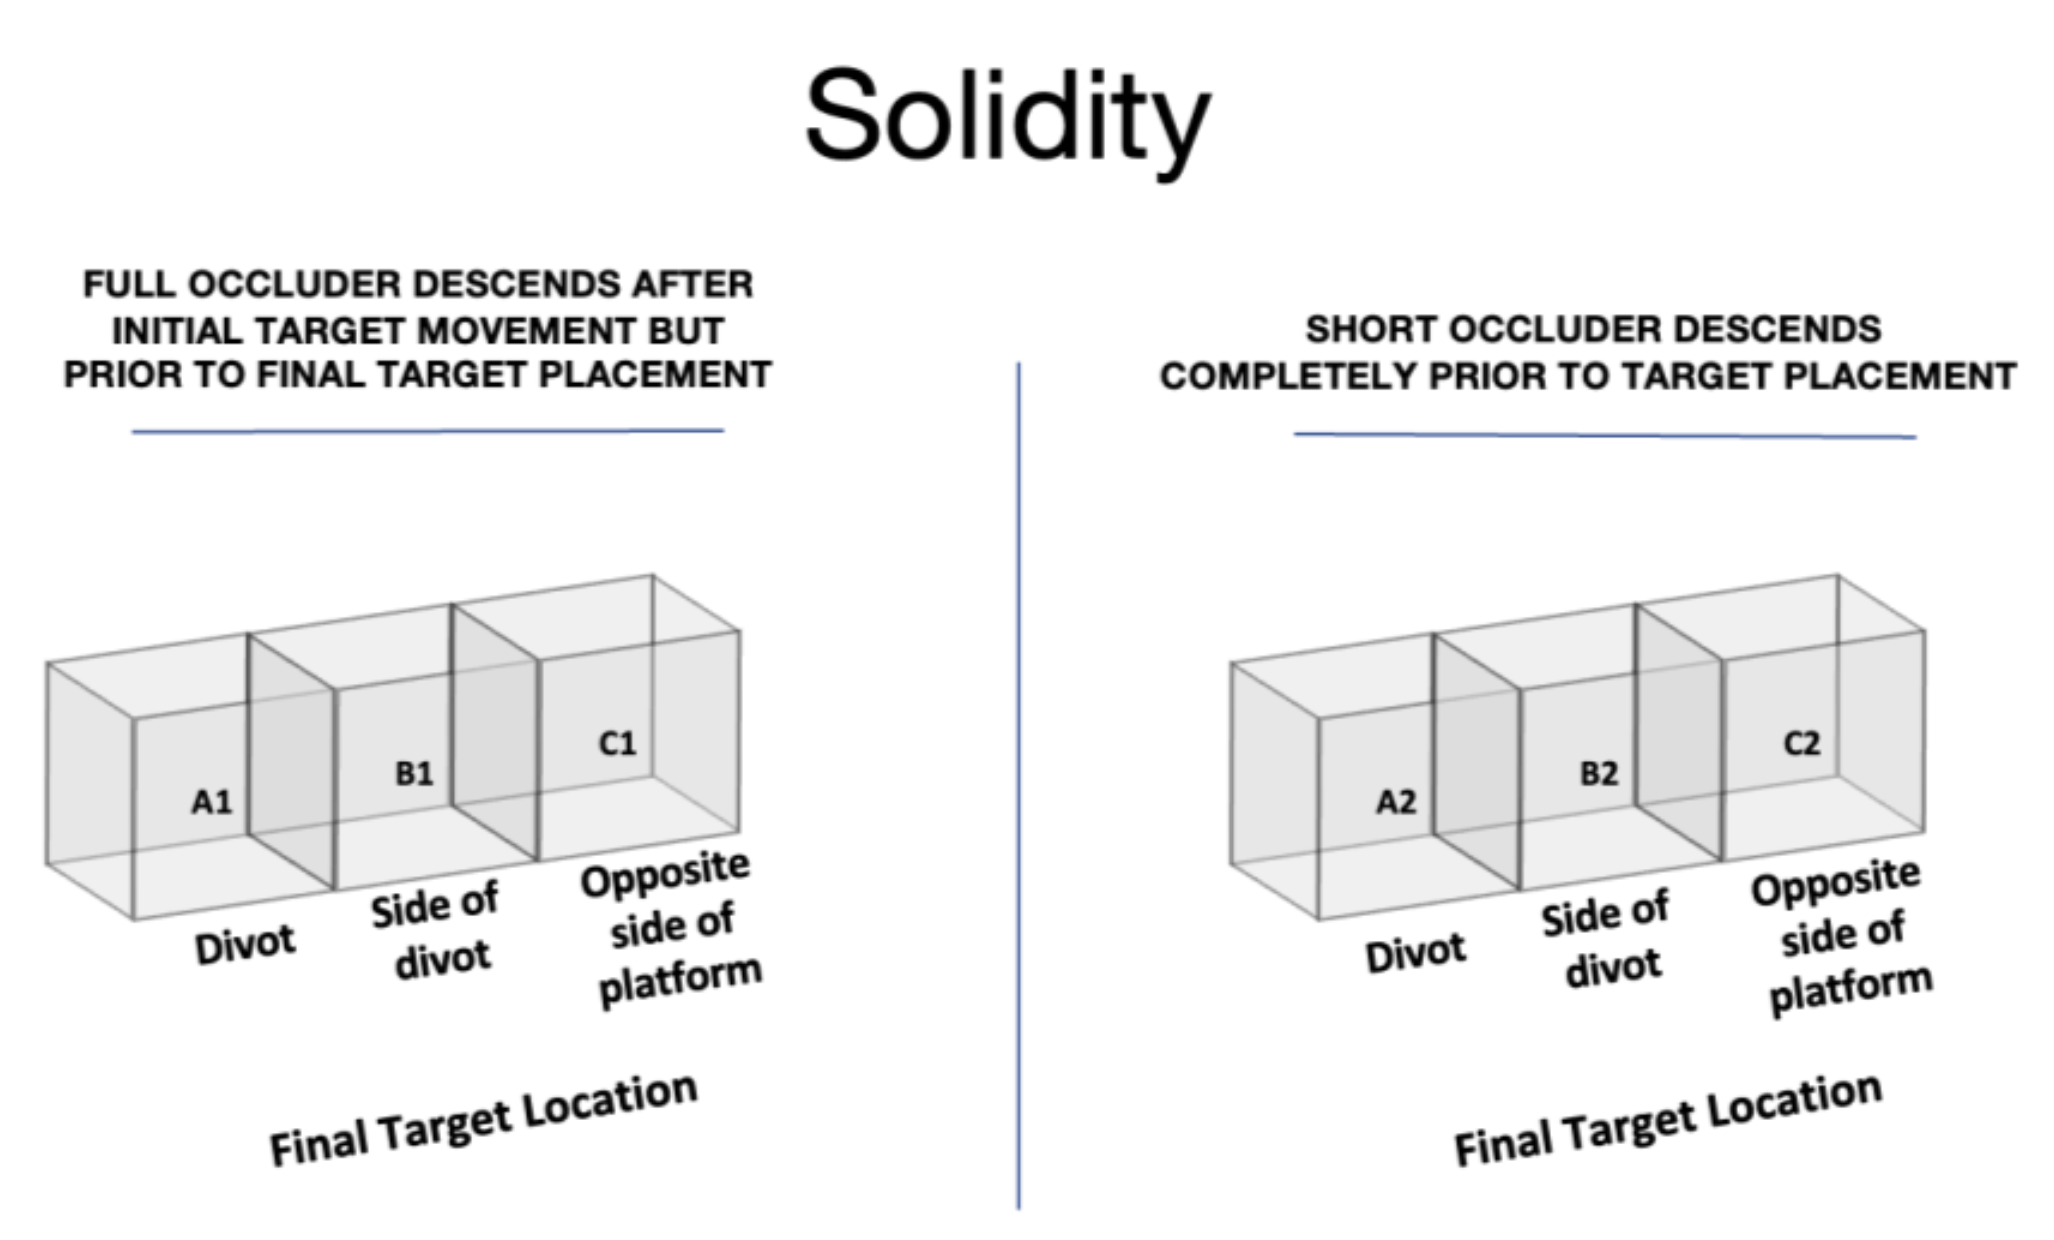 Solidity
FULL OCCLUDER DESCENDS AFTER
INITIAL TARGET MOVEMENT BUT
PRIOR TO FINAL TARGET PLACEMENT
A1
B1
C1
Divot
Side of
divot
Opposite
side of
platform
Final Target Location
SHORT OCCLUDER DESCENDS
COMPLETELY PRIOR TO TARGET PLACEMENT
A2
B2
C2
Divot
Side of
divot
Opposite
side of
platform
Final Target Location